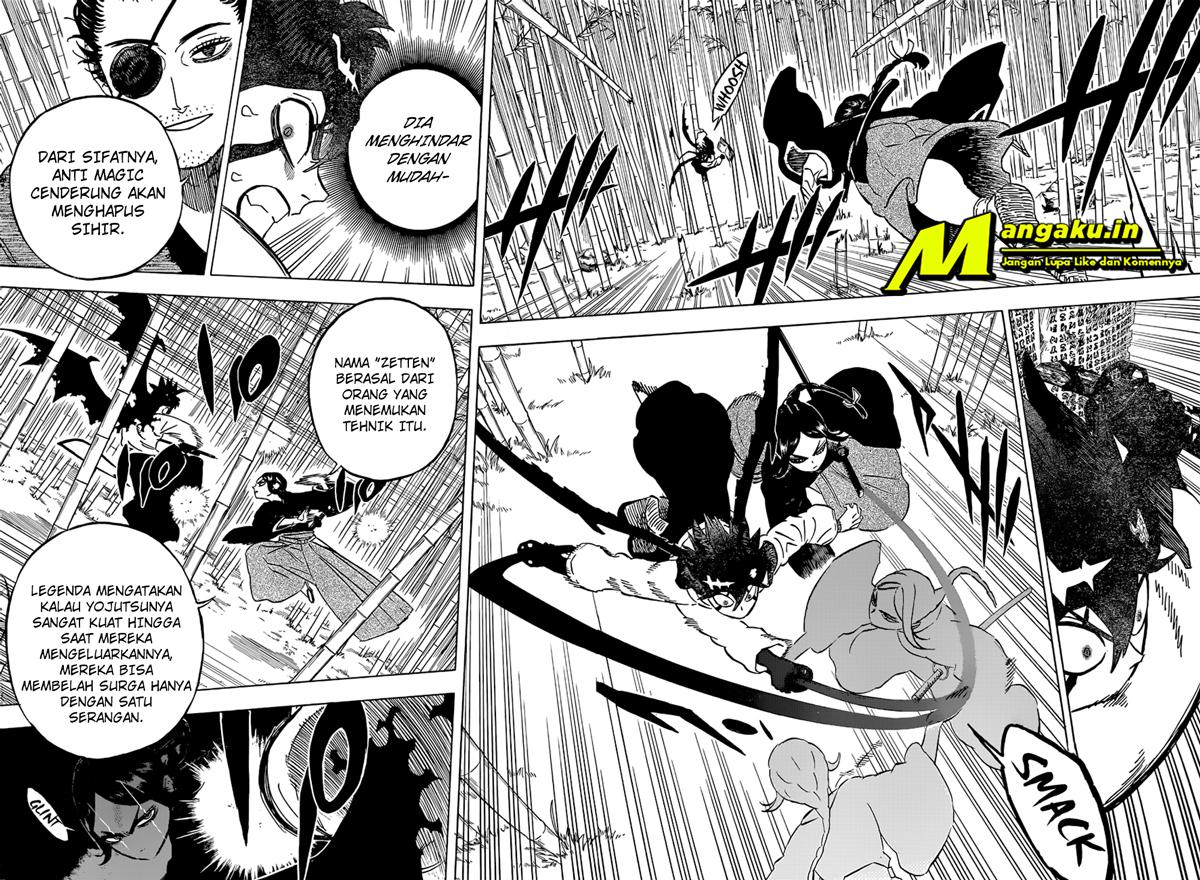 WHOOSH
Mangaku.in
Jangan Lupa Like dan Komennya
SMACK
DIA
MENGHINDAR
DENGAN
MUDAH-
DARI SIFATNYA,
ANTI MAGIC
CENDERUNG AKAN
MENGHAPUS
SIHIR.
NAMA "ZETTEN"
BERASAL DARI
ORANG YANG
MENEMUKAN
TEHNIK ITU.
LEGENDA MENGATAKAN
KALAU YOJUTSUNYA
SANGAT KUAT HINGGA
SAAT MEREKA
MENGELUARKANNYA,
MEREKA BISA
MEMBELAH SURGA HANYA
DENGAN SATU
SERANGAN.
GLINT